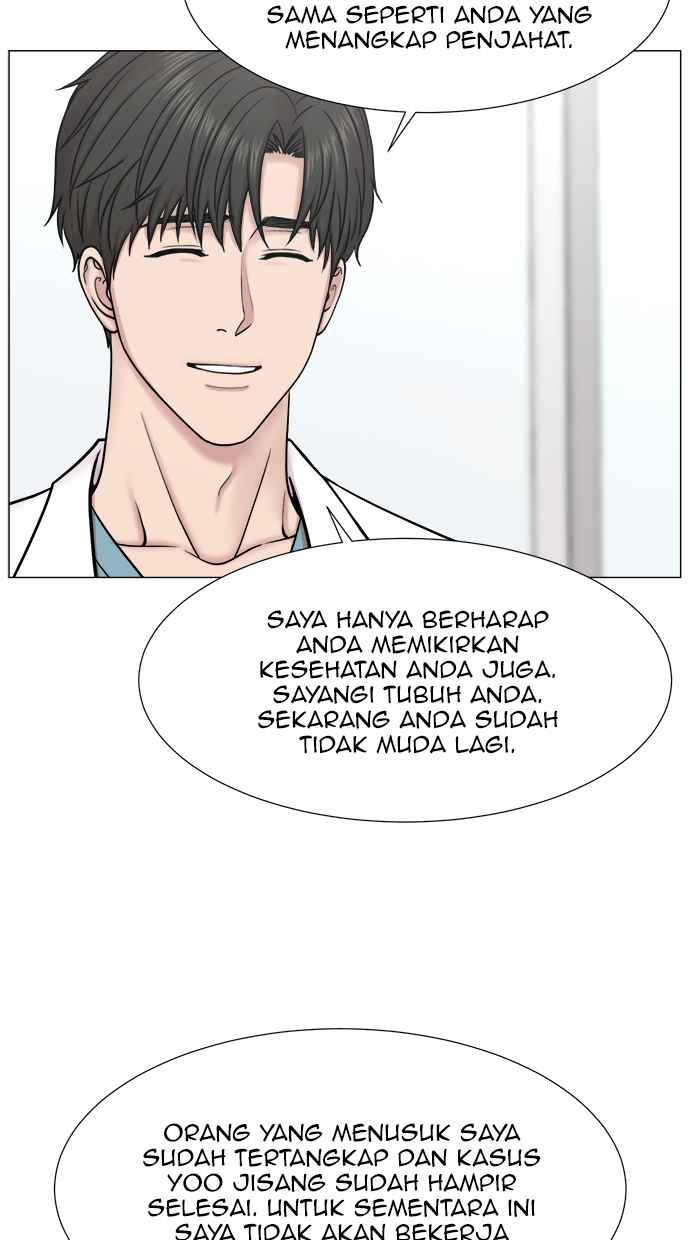 SAMA SEPERTI ANDA YANG
MENANGKAP PENJAHAT.
SAYA HANYA BERHARAP
ANDA MEMIKIRKAN
KESEHATAN ANDA JUGA.
SAYANGI TUBUH ANDA.
SEKARANG ANDA SUDAH
TIDAK MUDA LAGI.
ORANG YANG MENUSUK SAYA
SUDAH TERTANGKAP DAN KASUS
YOO JISANG SUDAH HAMPIR
SELESAI. UNTUK SEMENTARA INI
SAYA TIDAK AKAN BEKERJA